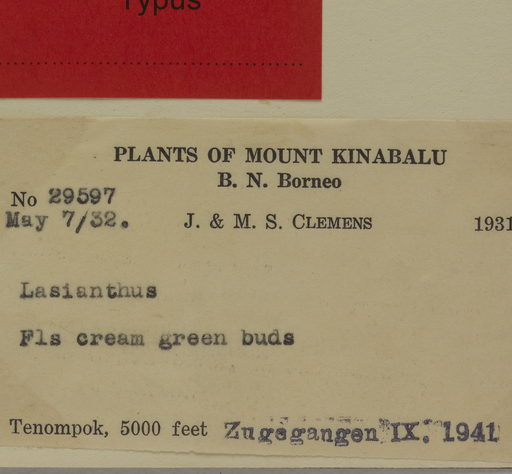 Typus
PLANTS OF MOUNT KINABALU
B. N. Borneo
No 29597
May 7/32. J. & M. S. CLEMENS 1931
Lasianthus
Fls cream green buds
Tenompok, 5000 feet Zugegangen IX. 1941